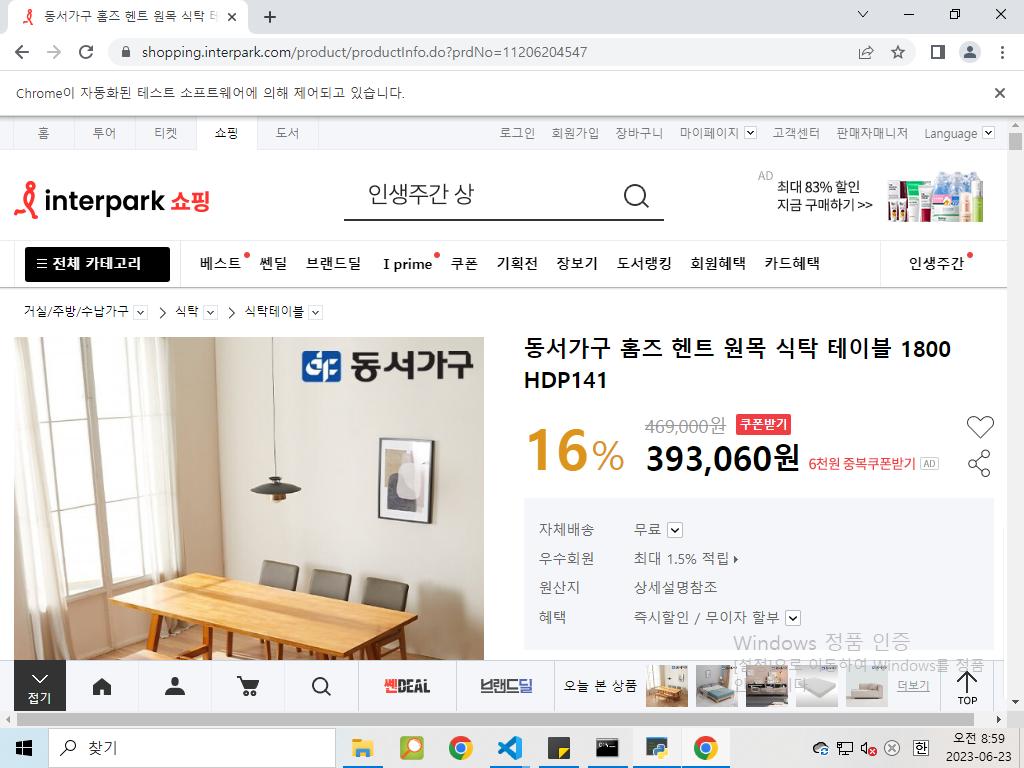 동서가구 홈즈 헨트 원목 식탁 테
shopping.interpark.com/product/productInfo.do?prdNo=11206204547
Chrome이 자동화된 테스트 소프트웨어에 의해 제어되고 있습니다.
홈 투어 티켓 쇼핑 도서 로그인 회원가입 장바구니 마이페이지 고객센터 판매자매니저 Language
interpark 쇼핑
인생주간 상
AD
최대 83% 할인
지금 구매하기 >>
전체 카테고리 베스트 쎈딜 브랜드딜 I prime 쿠폰 기획전 장보기 도서랭킹 회원혜택 카드혜택 인생주간
거실/주방/수납가구 식탁 식탁테이블
동서가구
동서가구 홈즈 헨트 원목 식탁 테이블 1800
HDP141
16%
469,000원 쿠폰받기
393,060원 6천원 중복쿠폰받기 AD
자체배송 무료
우수회원 최대 1.5% 적립
원산지 상세설명참조
혜택 즉시할인 / 무이자 할부
Windows 정품 인증
[설정]으로 이동하여 Windows를 정품
접기
쎈DEAL 브랜드딜 오늘 본 상품 더보기
TOP
찾기
한
오전 8:59
2023-06-23